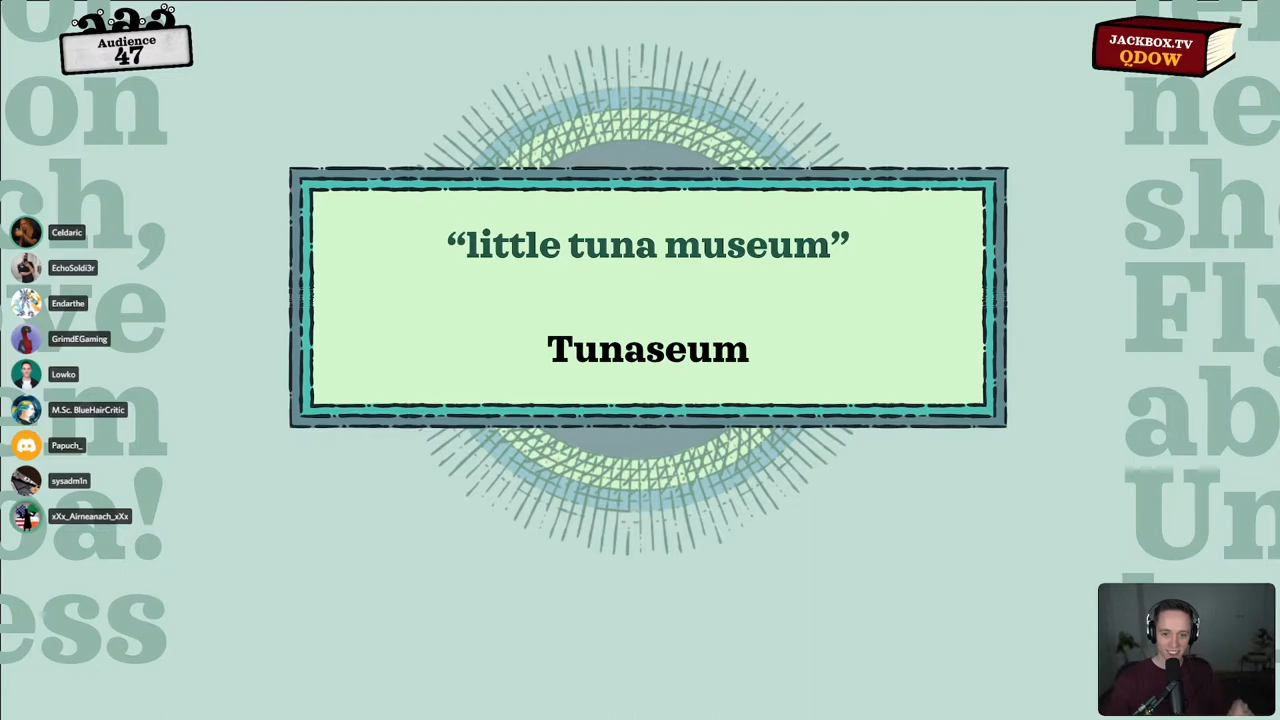 Audience
47
JACKBOX.TV
QDOW
“little tuna museum”
Tunaseum
Celdaric
EchoSoldi3r
Endarthe
GrimdEGaming
Lowko
M.Sc. BlueHairCritic
Papuch_
sysadm1n
xXx_Airneanach_xXx